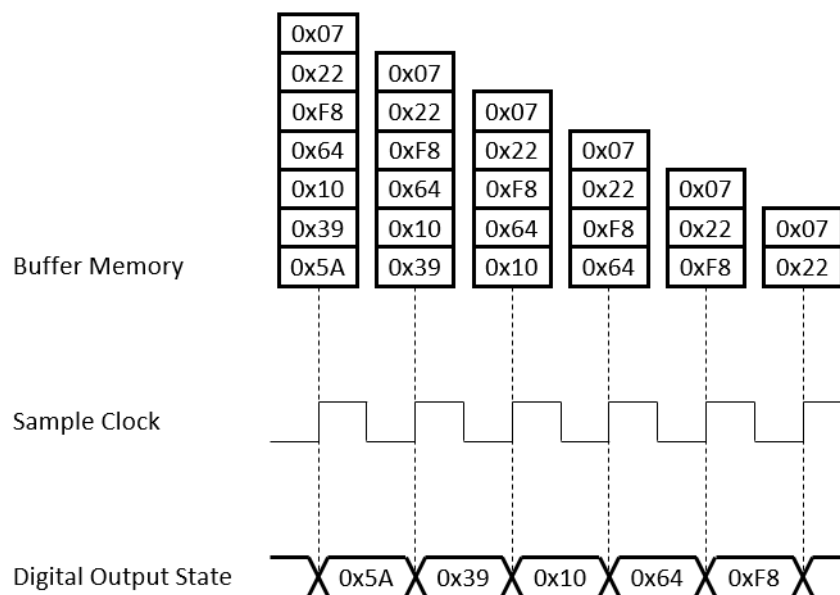 0x07
0x22 0x07
0xF8 0x22 0x07
0x64 0xF8 0x22 0x07
0x10 0x64 0xF8 0x22 0x07
0x39 0x10 0x64 0xF8 0x22 0x07
Buffer Memory 0x5A 0x39 0x10 0x64 0xF8 0x22
Sample Clock
Digital Output State 0x5A 0x39 0x10 0x64 0xF8